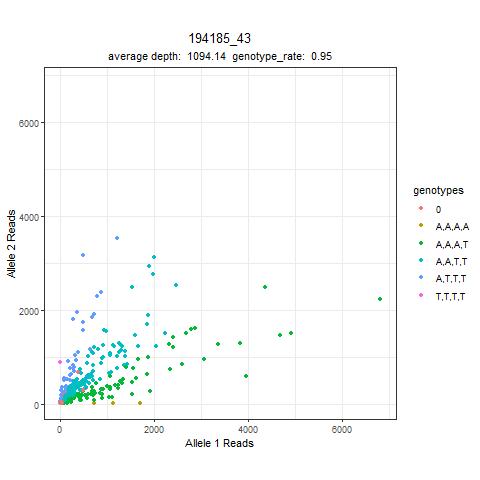 194185_43
average depth: 1094.14 genotype_rate: 0.95
Allele 2 Reads
6000
4000
2000
0
0 2000 4000 6000
Allele 1 Reads
genotypes
0
A,A,A,A
A,A,A,T
A,A,T,T
A,T,T,T
T,T,T,T